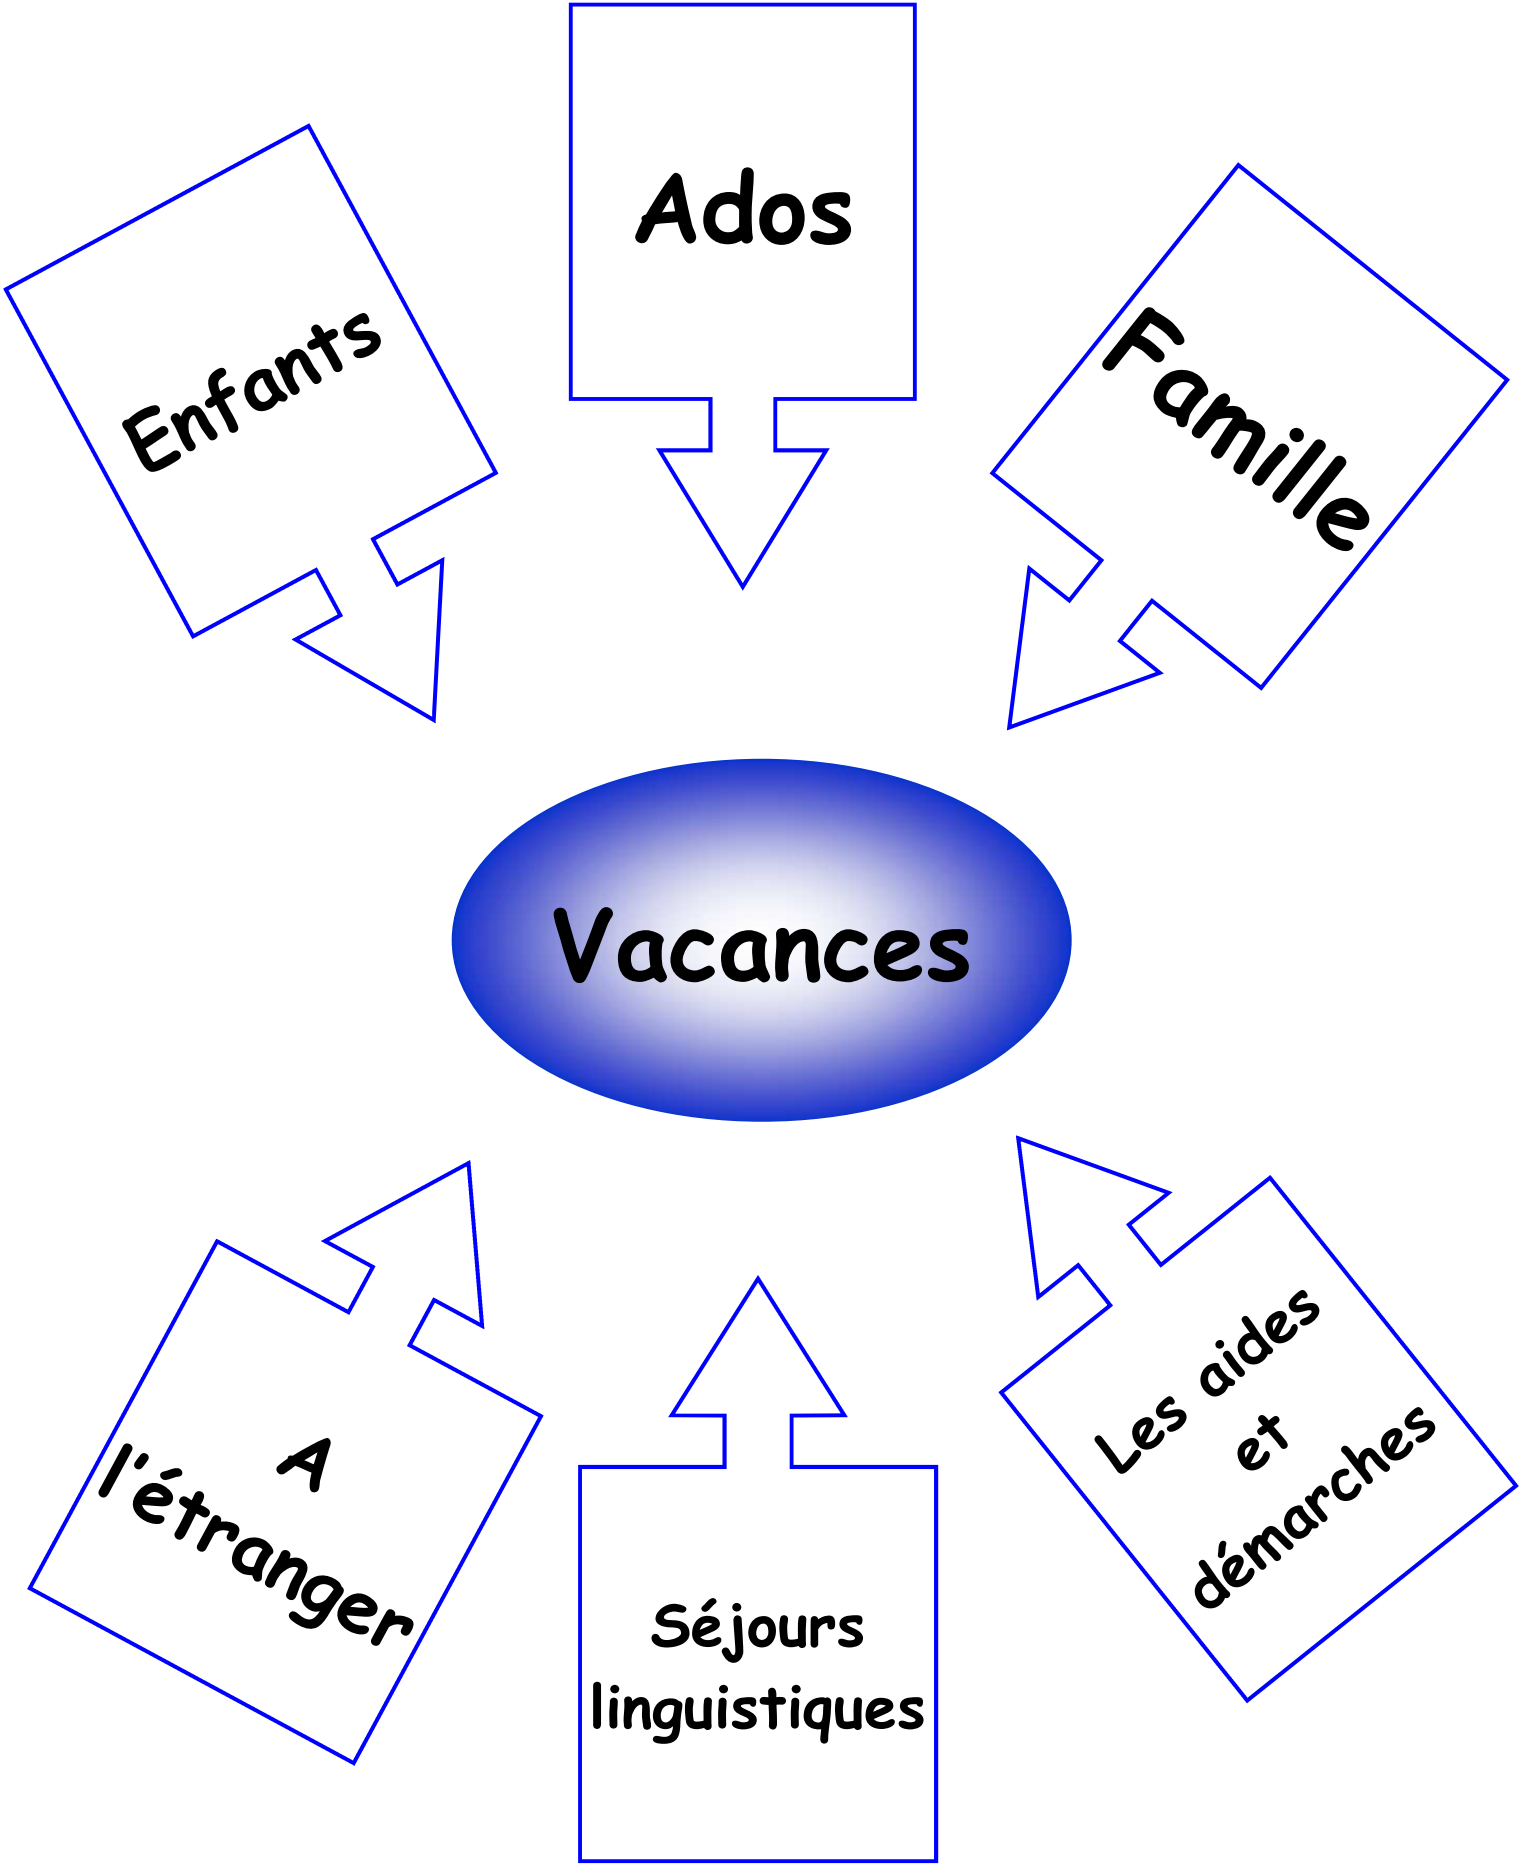 Ados
Enfants
Famille
Vacances
A
l'étranger
Séjours
linguistiques
Les aides
et
démarches